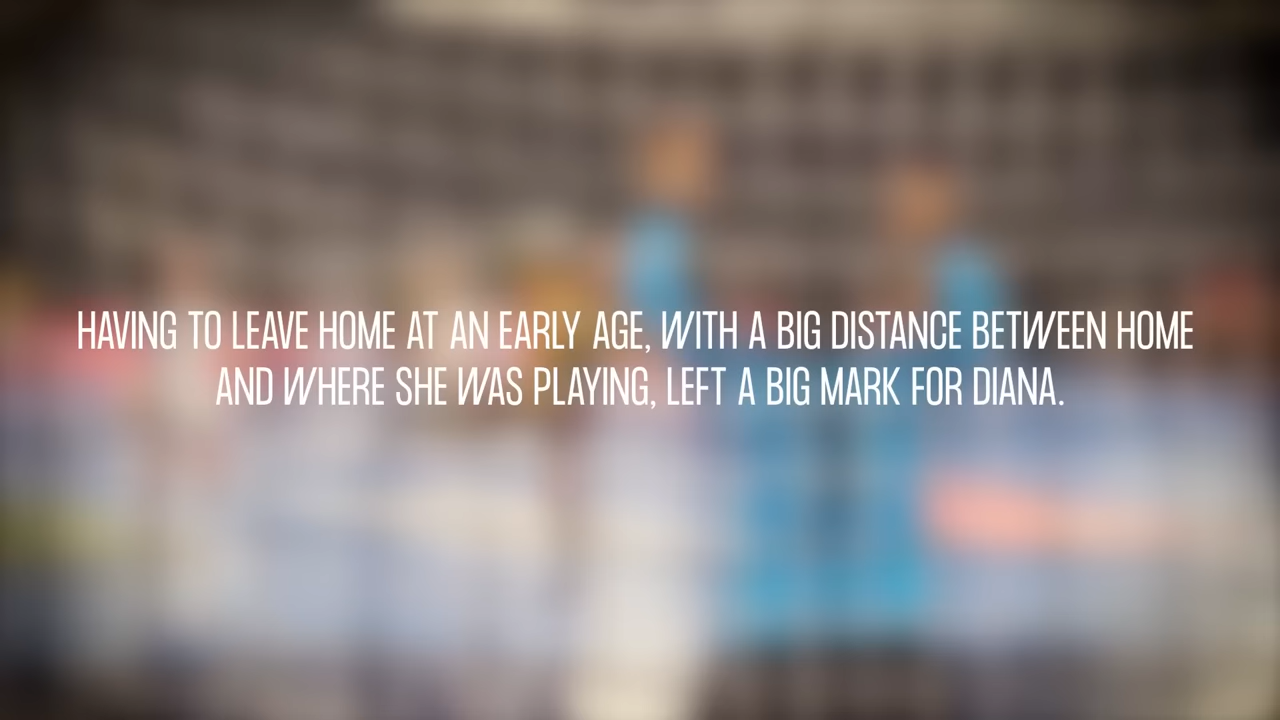 HAVING TO LEAVE HOME AT AN EARLY AGE, WITH A BIG DISTANCE BETWEEN HOME
AND WHERE SHE WAS PLAYING, LEFT A BIG MARK FOR DIANA.